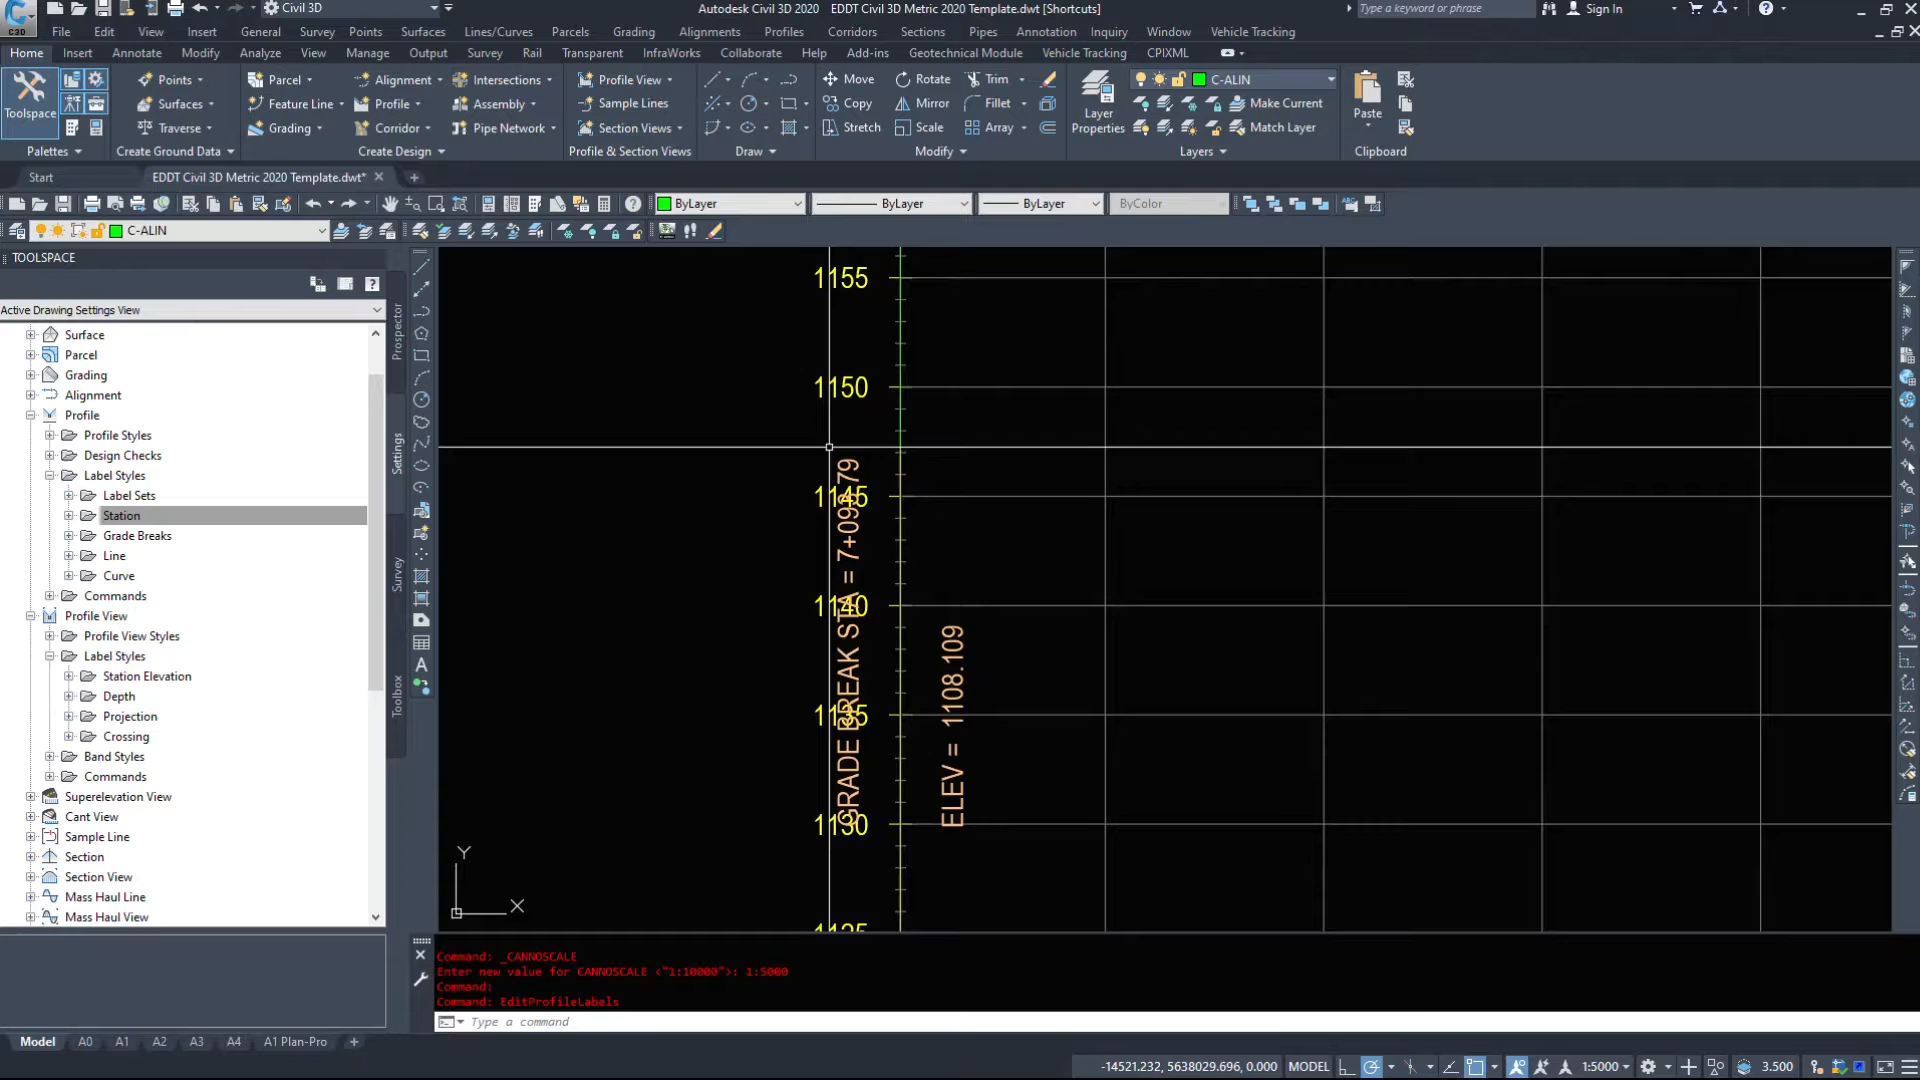 C3D
Civil 3D
Autodesk Civil 3D 2020 EDDT Civil 3D Metric 2020 Template.dwt [Shortcuts]
Type a keyword or phrase
Sign In
File Edit View Insert General Survey Points Surfaces Lines/Curves Parcels Grading Alignments Profiles Corridors Sections Pipes Annotation Inquiry Window Vehicle Tracking
Home Insert Annotate Modify Analyze View Manage Output Survey Rail Transparent InfraWorks Collaborate Help Add-ins Geotechnical Module Vehicle Tracking CPIXML
Points Parcel Alignment Intersections Profile View Move Rotate Trim C-ALIN
Toolspace Surfaces Feature Line Profile Assembly Sample Lines Copy Mirror Fillet Layer Properties Make Current Paste
Traverse Grading Corridor Pipe Network Section Views Stretch Scale Array Match Layer
Palettes Create Ground Data Create Design Profile & Section Views Draw Modify Layers Clipboard
Start EDDT Civil 3D Metric 2020 Template.dwt*
ByLayer ByLayer ByLayer ByColor
C-ALIN
TOOLSPACE
Active Drawing Settings View
Surface
Parcel
Grading
Alignment
Profile
Profile Styles
Design Checks
Label Styles
Label Sets
Station
Grade Breaks
Line
Curve
Commands
Profile View
Profile View Styles
Label Styles
Station Elevation
Depth
Projection
Crossing
Band Styles
Commands
Superelevation View
Cant View
Sample Line
Section
Section View
Mass Haul Line
Mass Haul View
Prospector
Settings
Survey
Toolbox
1155
1150
1145
1140
1135
1130
1125
GRADE BREAK STA = 7+098.79
ELEV = 1108.109
Y
X
Command: _CANNOSCALE
Enter new value for CANNOSCALE <"1:10000">: 1:5000
Command:
Command: EditProfileLabels
Type a command
Model A0 A1 A2 A3 A4 A1 Plan-Pro
-14521.232, 5638029.696, 0.000 MODEL 1:5000 3.500